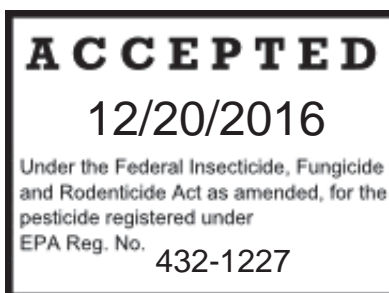 ACCEPTED
12/20/2016
Under the Federal Insecticide, Fungicide
and Rodenticide Act as amended, for the
pesticide registered under
EPA Reg. No. 432-1227